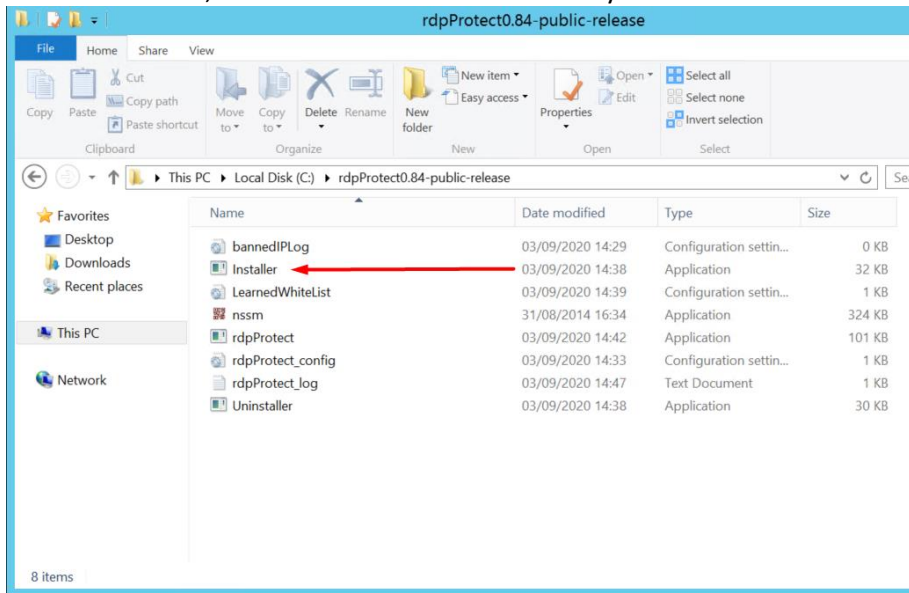 rdpProtect0.84-public-release
File Home Share View
Copy
Paste
Cut
Copy path
Paste shortcut
Move to
Copy to
Delete
Rename
New folder
New item
Easy access
Properties
Open
Edit
Select all
Select none
Invert selection
Clipboard Organize New Open Select
This PC Local Disk (C:) rdpProtect0.84-public-release
Favorites
Desktop
Downloads
Recent places
This PC
Network
Name Date modified Type Size
bannedIPLog 03/09/2020 14:29 Configuration settin... 0 KB
Installer 03/09/2020 14:38 Application 32 KB
LearnedWhiteList 03/09/2020 14:39 Configuration settin... 1 KB
nssm 31/08/2014 16:34 Application 324 KB
rdpProtect 03/09/2020 14:42 Application 101 KB
rdpProtect_config 03/09/2020 14:33 Configuration settin... 1 KB
rdpProtect_log 03/09/2020 14:47 Text Document 1 KB
Uninstaller 03/09/2020 14:38 Application 30 KB
8 items